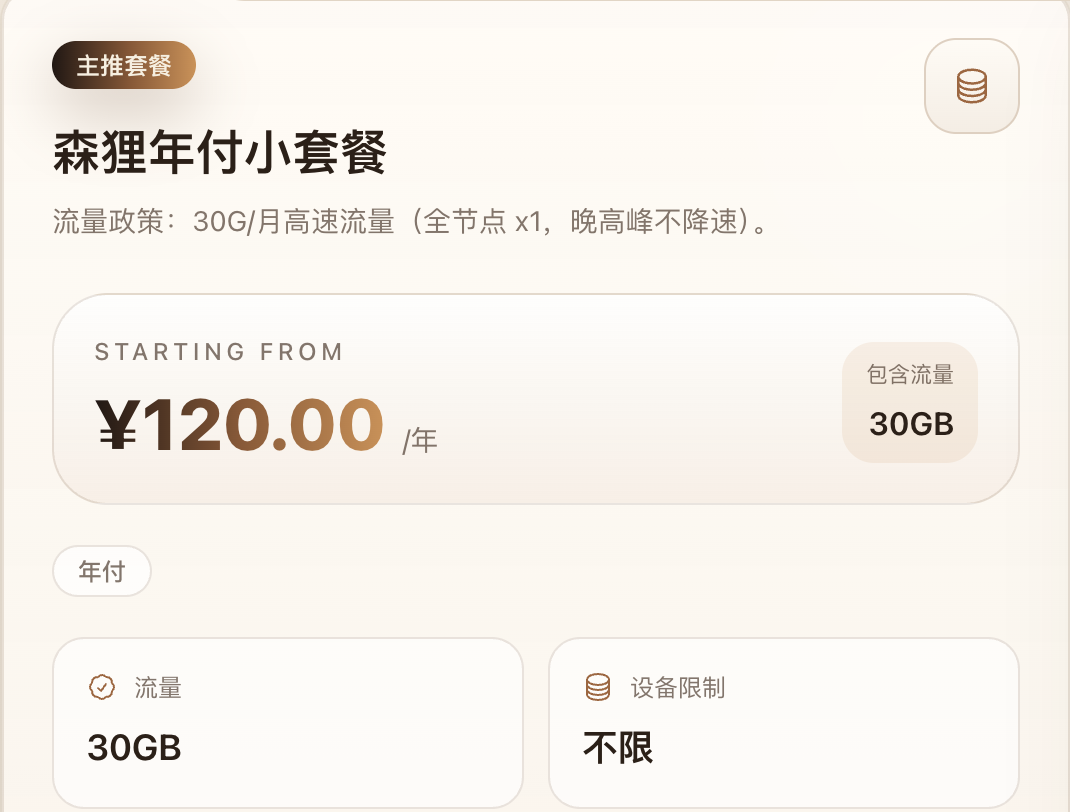 主推套餐
森狸年付小套餐
流量政策：30G/月高速流量（全节点 x1，晚高峰不降速）。
STARTING FROM
¥120.00 /年
包含流量
30GB
年付
流量
30GB
设备限制
不限